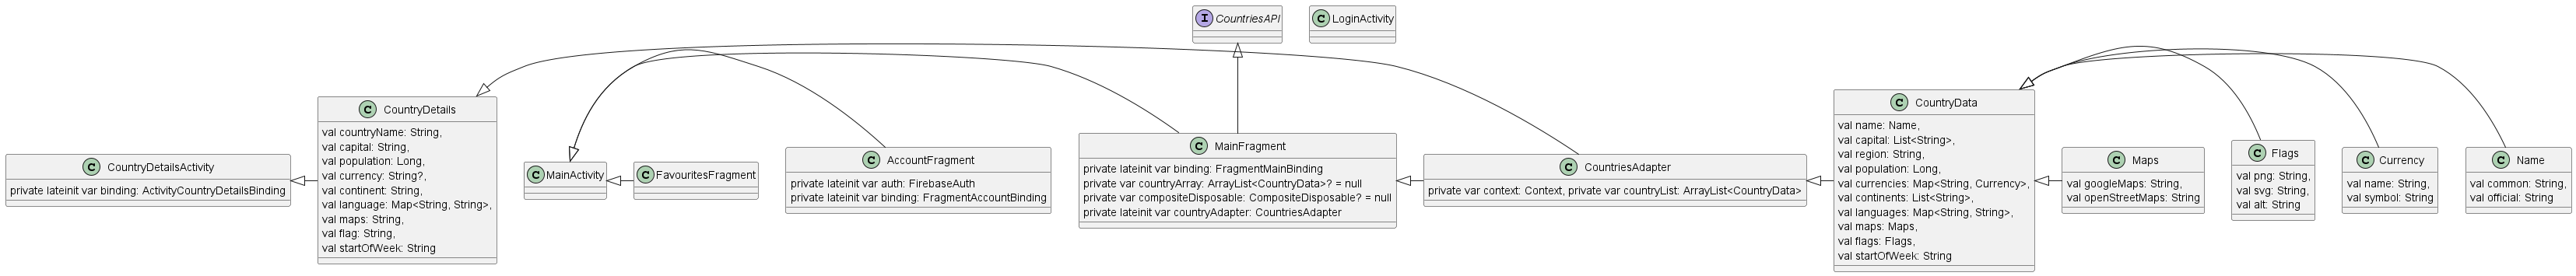 I CountriesAPI
C LoginActivity
C CountryDetailsActivity
private lateinit var binding: ActivityCountryDetailsBinding
C CountryDetails
val countryName: String,
val capital: String,
val population: Long,
val currency: String?,
val continent: String,
val language: Map<String, String>,
val maps: String,
val flag: String,
val startOfWeek: String
C MainActivity
C FavouritesFragment
C AccountFragment
private lateinit var auth: FirebaseAuth
private lateinit var binding: FragmentAccountBinding
C MainFragment
private lateinit var binding: FragmentMainBinding
private var countryArray: ArrayList<CountryData>? = null
private var compositeDisposable: CompositeDisposable? = null
private lateinit var countryAdapter: CountriesAdapter
C CountriesAdapter
private var context: Context, private var countryList: ArrayList<CountryData>
C CountryData
val name: Name,
val capital: List<String>,
val region: String,
val population: Long,
val currencies: Map<String, Currency>,
val continents: List<String>,
val languages: Map<String, String>,
val maps: Maps,
val flags: Flags,
val startOfWeek: String
C Maps
val googleMaps: String,
val openStreetMaps: String
C Flags
val png: String,
val svg: String,
val alt: String
C Currency
val name: String,
val symbol: String
C Name
val common: String,
val official: String